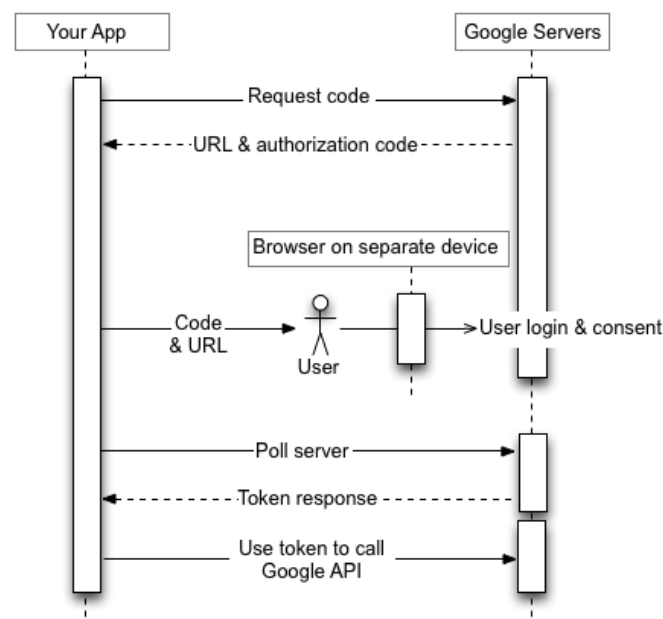 Your App
Google Servers
Request code
URL & authorization code
Browser on separate device
Code
& URL
User
User login & consent
Poll server
Token response
Use token to call
Google API